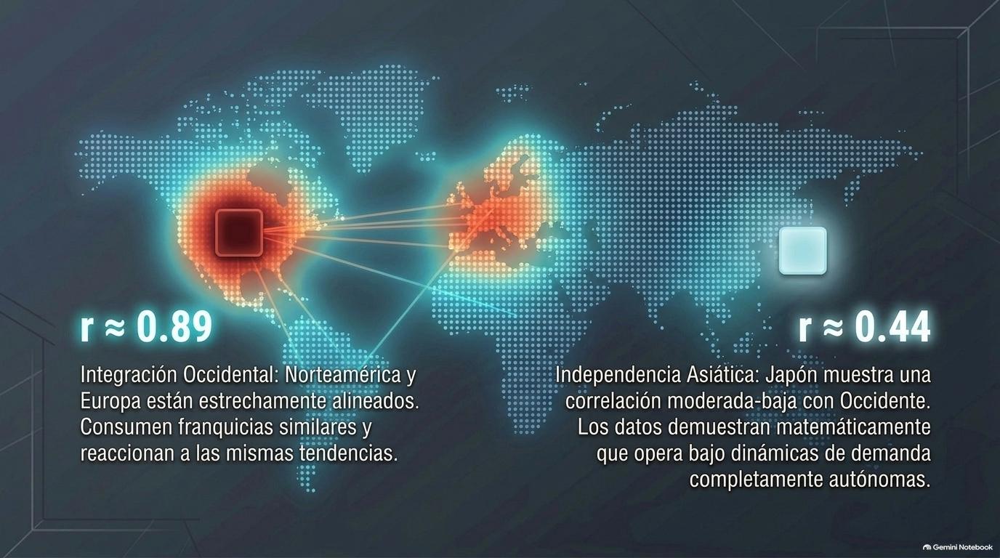 r ≈ 0.89
Integración Occidental: Norteamérica y
Europa están estrechamente alineados.
Consumen franquicias similares y
reaccionan a las mismas tendencias.
r ≈ 0.44
Independencia Asiática: Japón muestra una
correlación moderada-baja con Occidente.
Los datos demuestran matemáticamente
que opera bajo dinámicas de demanda
completamente autónomas.
Gemini Notebook